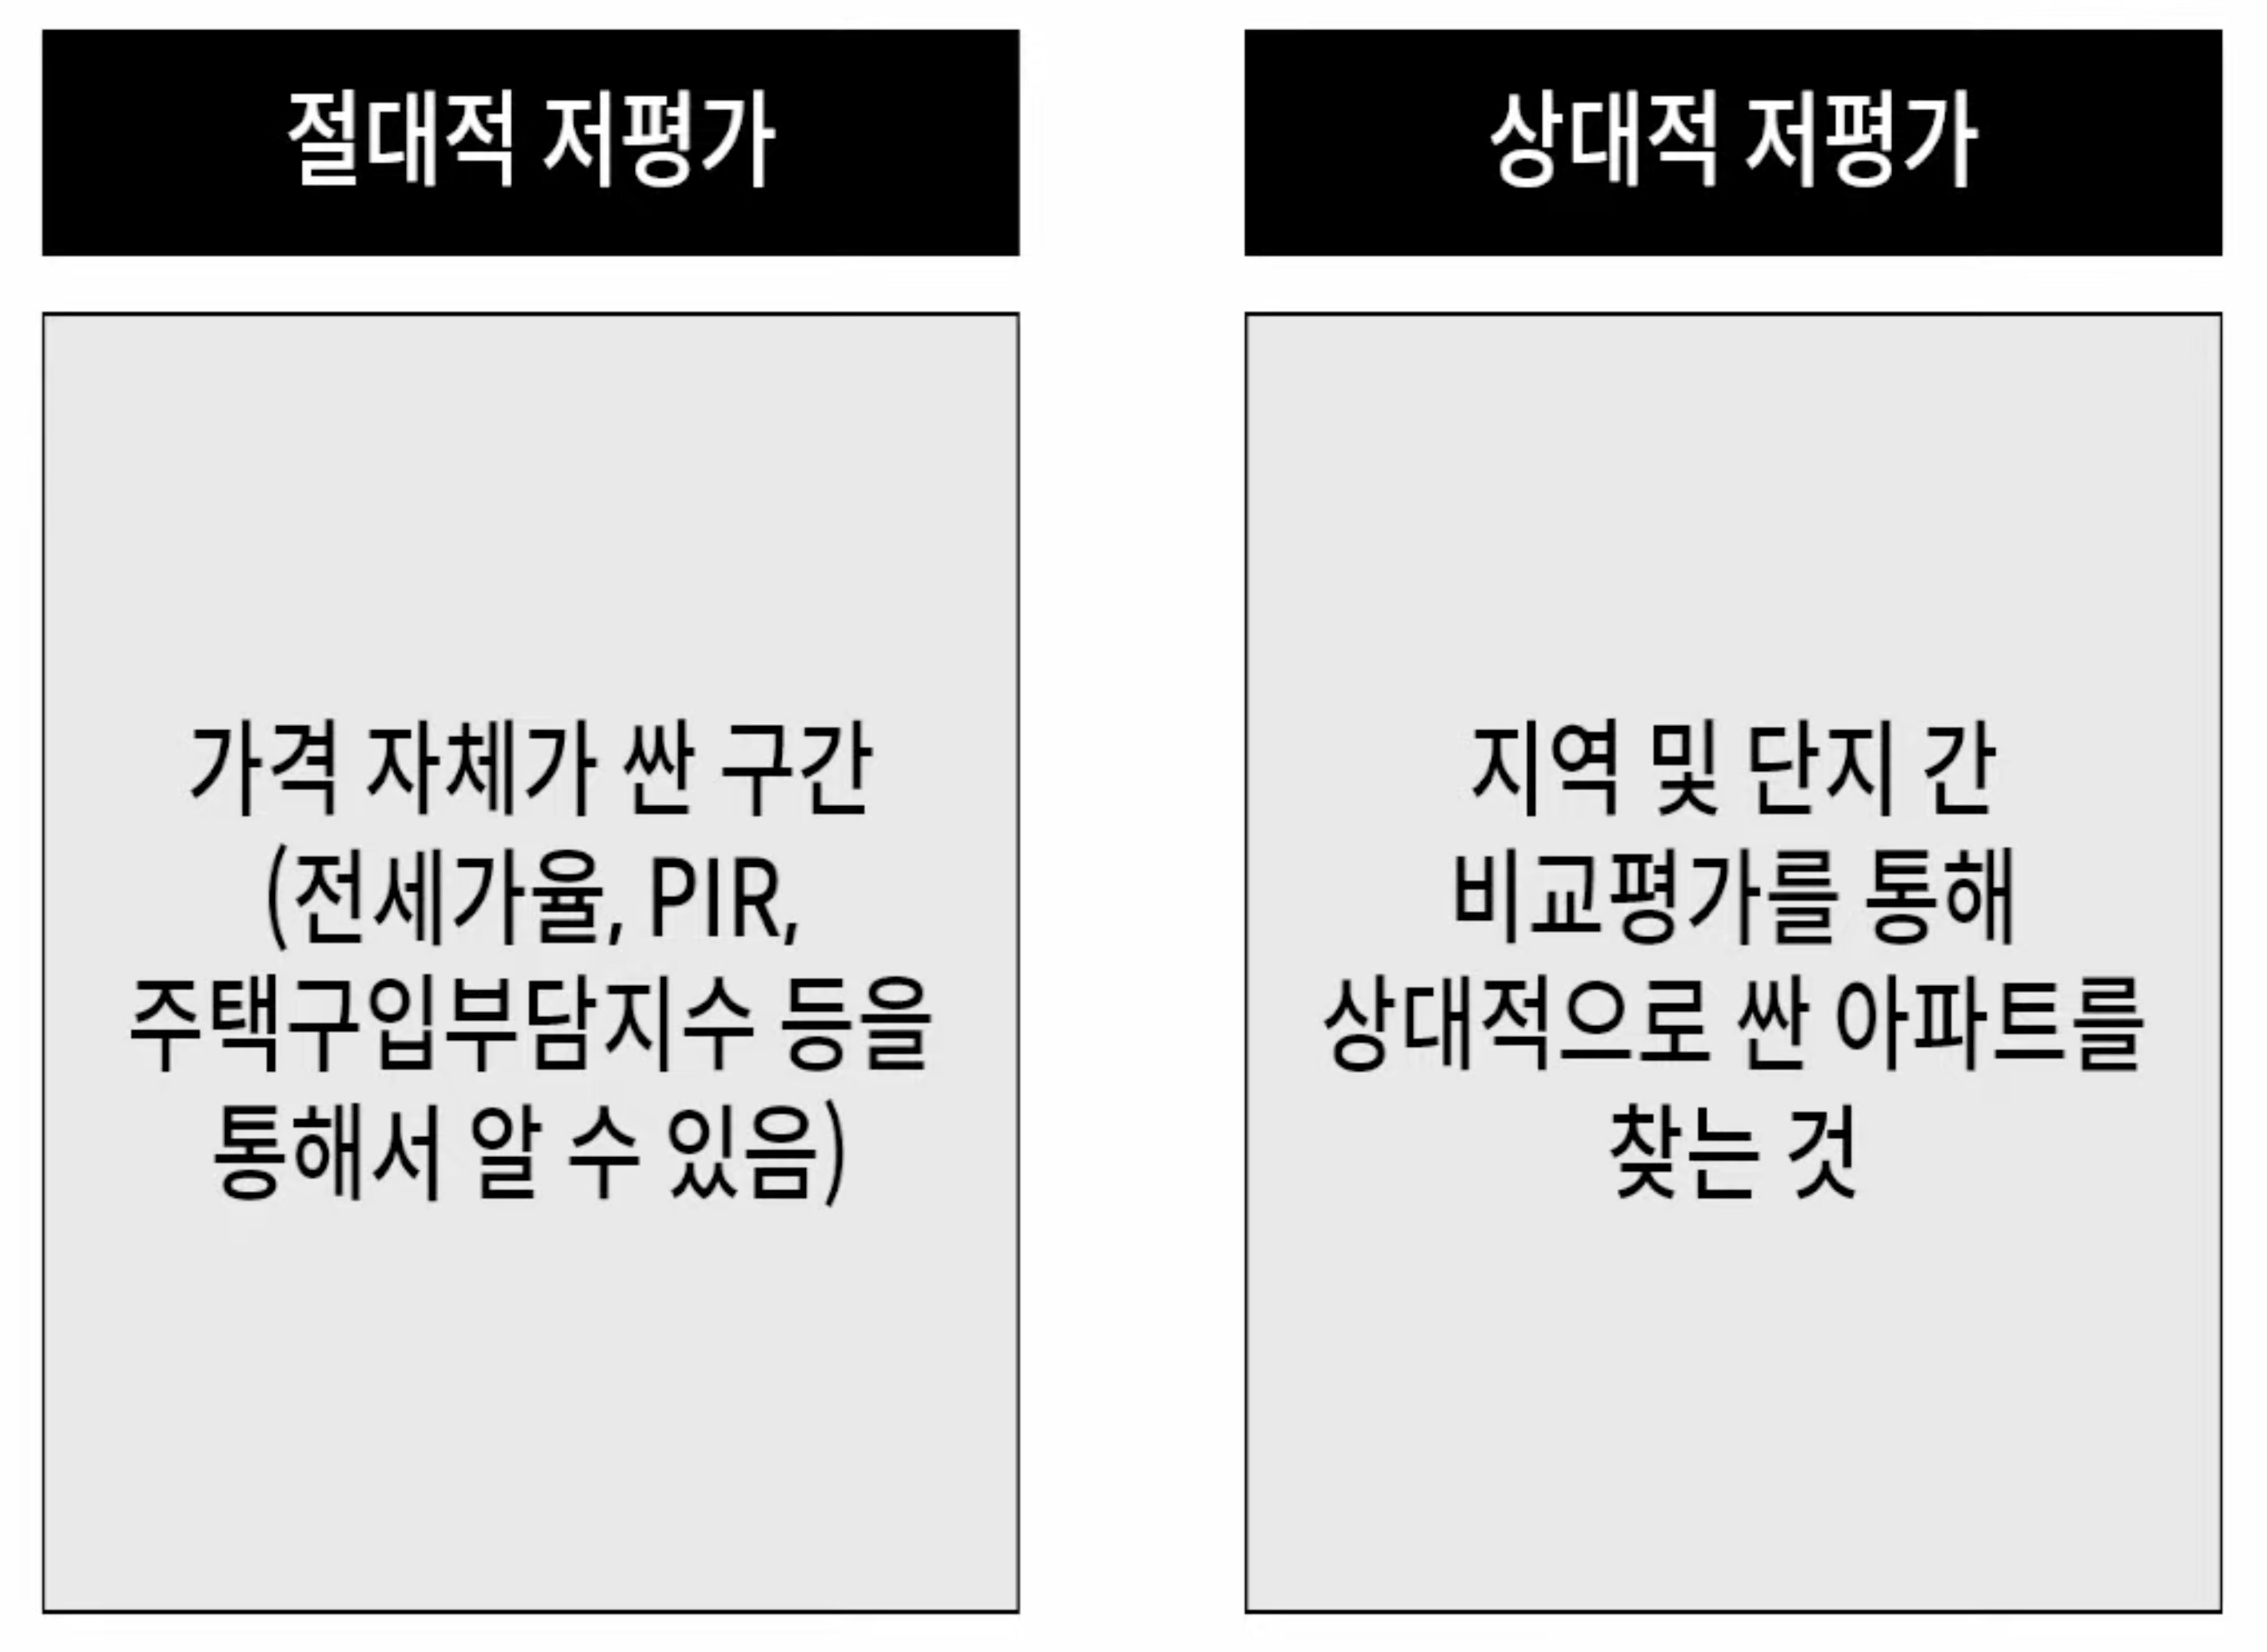 절대적 저평가
가격 자체가 싼 구간
(전세가율, PIR,
주택구입부담지수 등을
통해서 알 수 있음)
상대적 저평가
지역 및 단지 간
비교평가를 통해
상대적으로 싼 아파트를
찾는 것